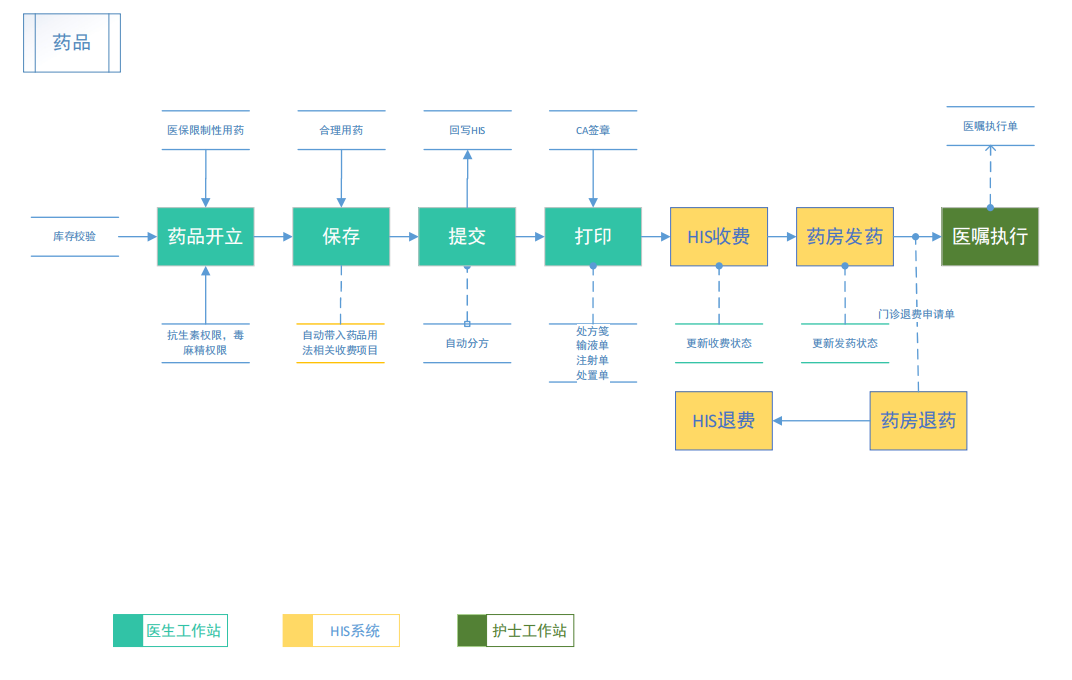 药品
医保限制性用药
合理用药
回写HIS
CA签章
医嘱执行单
库存校验
药品开立
保存
提交
打印
HIS收费
药房发药
医嘱执行
门诊退费申请单
抗生素权限，毒
麻精权限
自动带入药品用
法相关收费项目
自动分方
处方笺
输液单
注射单
处置单
更新收费状态
更新发药状态
HIS退费
药房退药
医生工作站
HIS系统
护士工作站